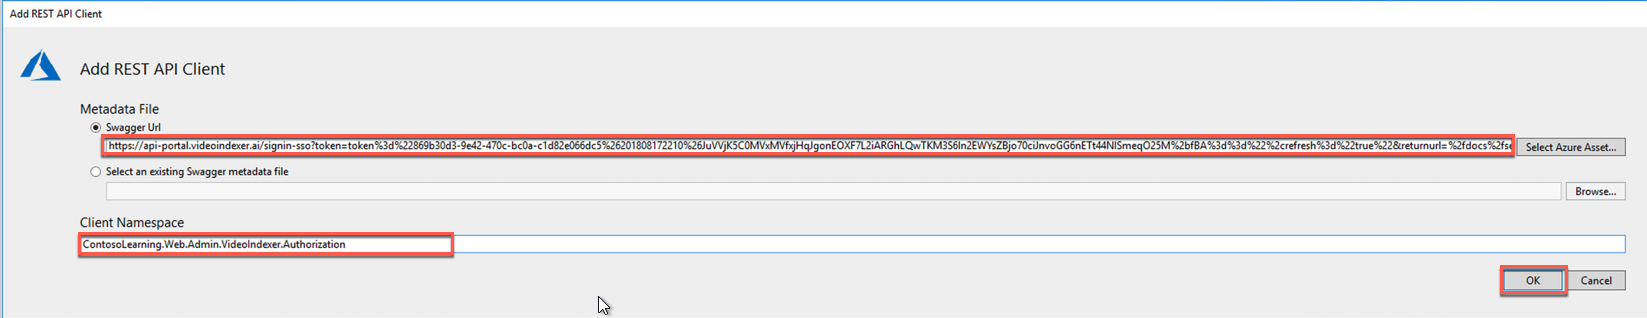 Add REST API Client
Add REST API Client
Metadata File
Swagger Url
https://api-portal.videoindexer.ai/signin-sso?token=token%3d%22869b30d3-9e42-470c-bc0a-c1d82e066dc5%26201808172210%26JuVVjK5C0MVxMVfxjHqJgonEOXF7L2iARGhLQwTKM3S6In2EWYsZBjo70ciJnvoGG6nETt44NISmeqO25M%2bfBA%3d%3d%22%2crefresh%3d%22true%22&returnurl=%2fdocs%2fse
Select Azure Asset...
Select an existing Swagger metadata file
Browse...
Client Namespace
ContosoLearning.Web.Admin.VideoIndexer.Authorization
OK Cancel